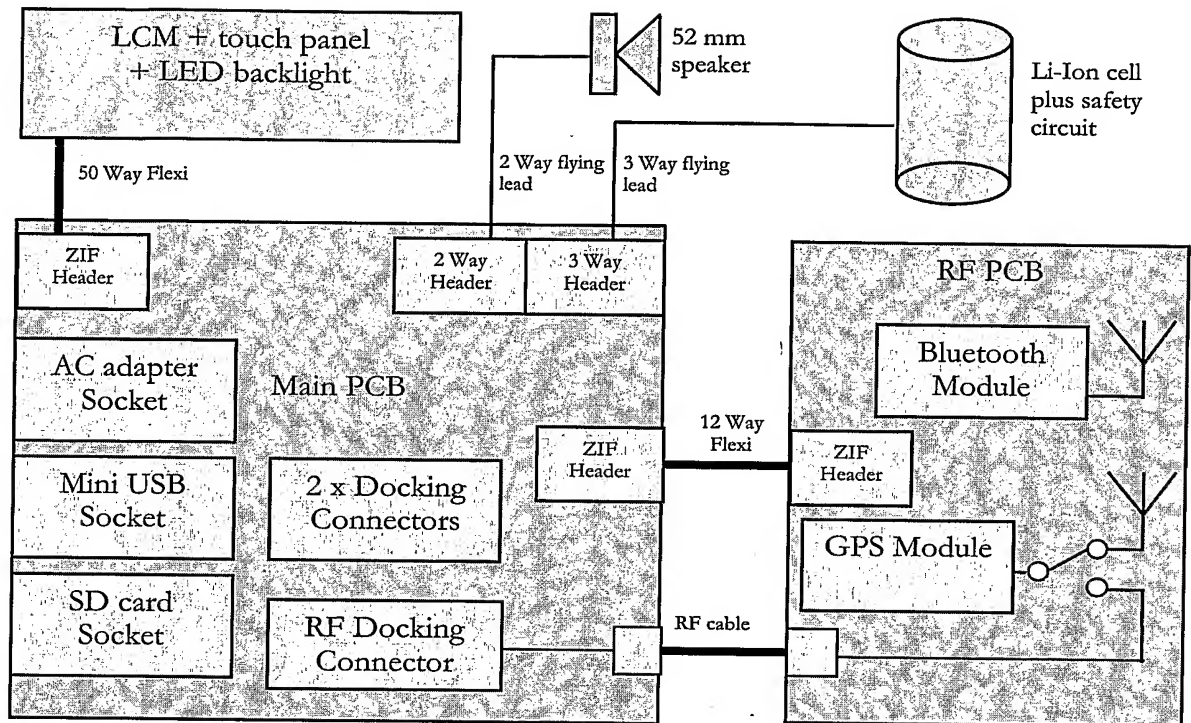 LCM + touch panel
+ LED backlight
52 mm
speaker
Li-Ion cell
plus safety
circuit
50 Way Flexi
2 Way flying
lead
3 Way flying
lead
ZIF
Header
2 Way
Header
3 Way
Header
RF PCB
AC adapter
Socket
Main PCB
Bluetooth
Module
12 Way
Flexi
ZIF
Header
ZIF
Header
Mini USB
Socket
2 x Docking
Connectors
GPS Module
SD card
Socket
RF Docking
Connector
RF cable